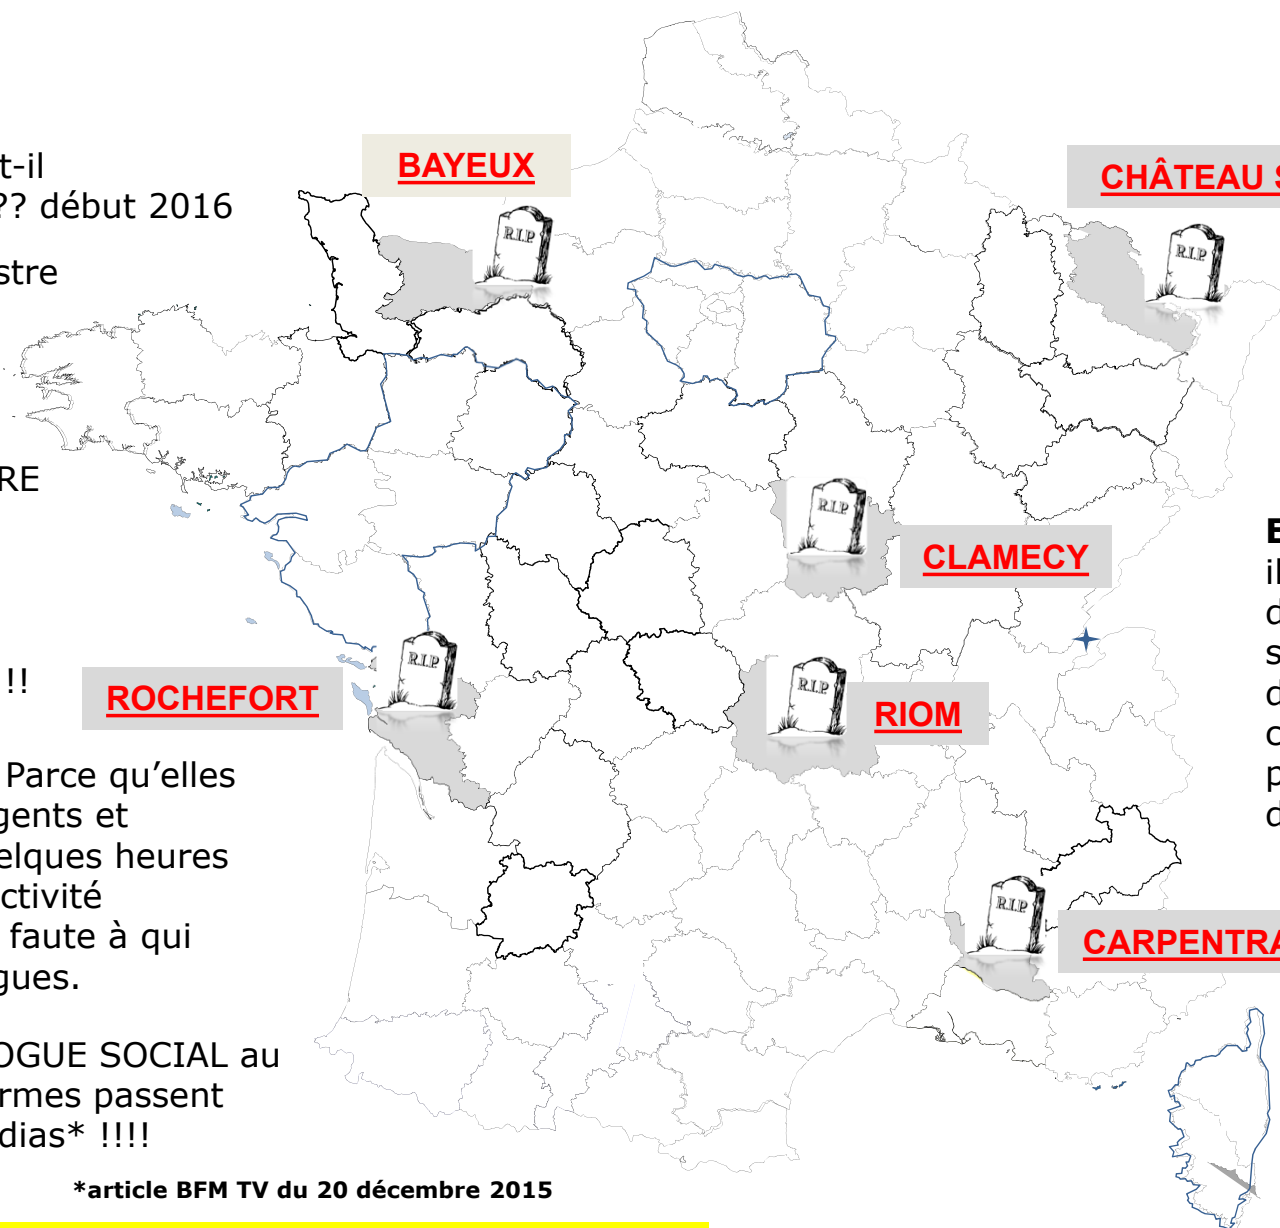 t-il
BAYEUX
CHÂTEAU S
?? début 2016
R.I.P
R.I.P
stre
RE
R.I.P
CLAMECY
E
il
d
s
d
c
p
d
R.I.P
!!
ROCHEFORT
R.I.P
RIOM
Parce qu’elles
gents et
elques heures
ctivité
faute à qui
gues.
R.I.P
CARPENTRA
OGUE SOCIAL au
rmes passent
dias* !!!!
*article BFM TV du 20 décembre 2015